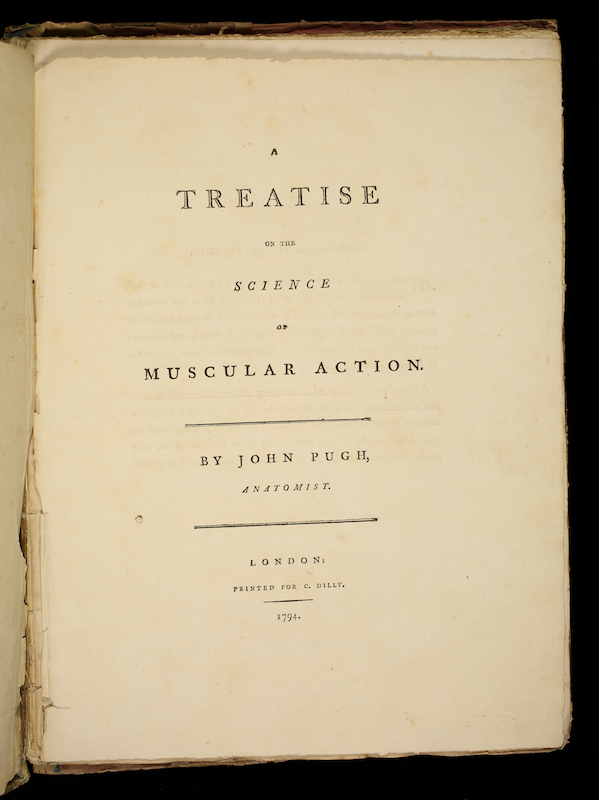 A
TREATISE
ON THE
SCIENCE
OF
MUSCULAR ACTION.
BY JOHN PUGH,
ANATOMIST.
LONDON:
PRINTED FOR C. DILLY.
1794.